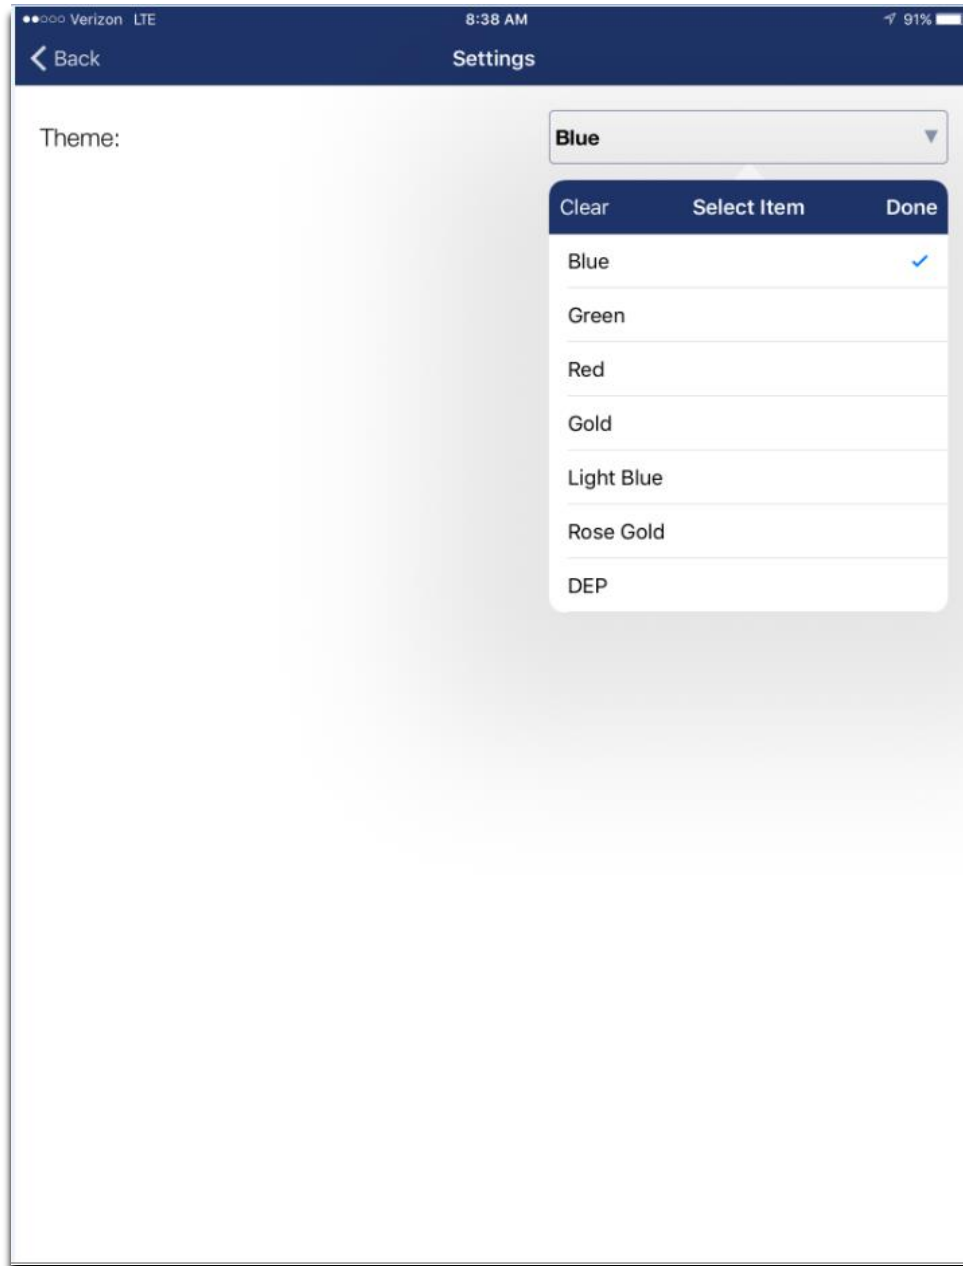 Verizon LTE 8:38 AM 91%
Back Settings
Theme: Blue
Clear Select Item Done
Blue
Green
Red
Gold
Light Blue
Rose Gold
DEP